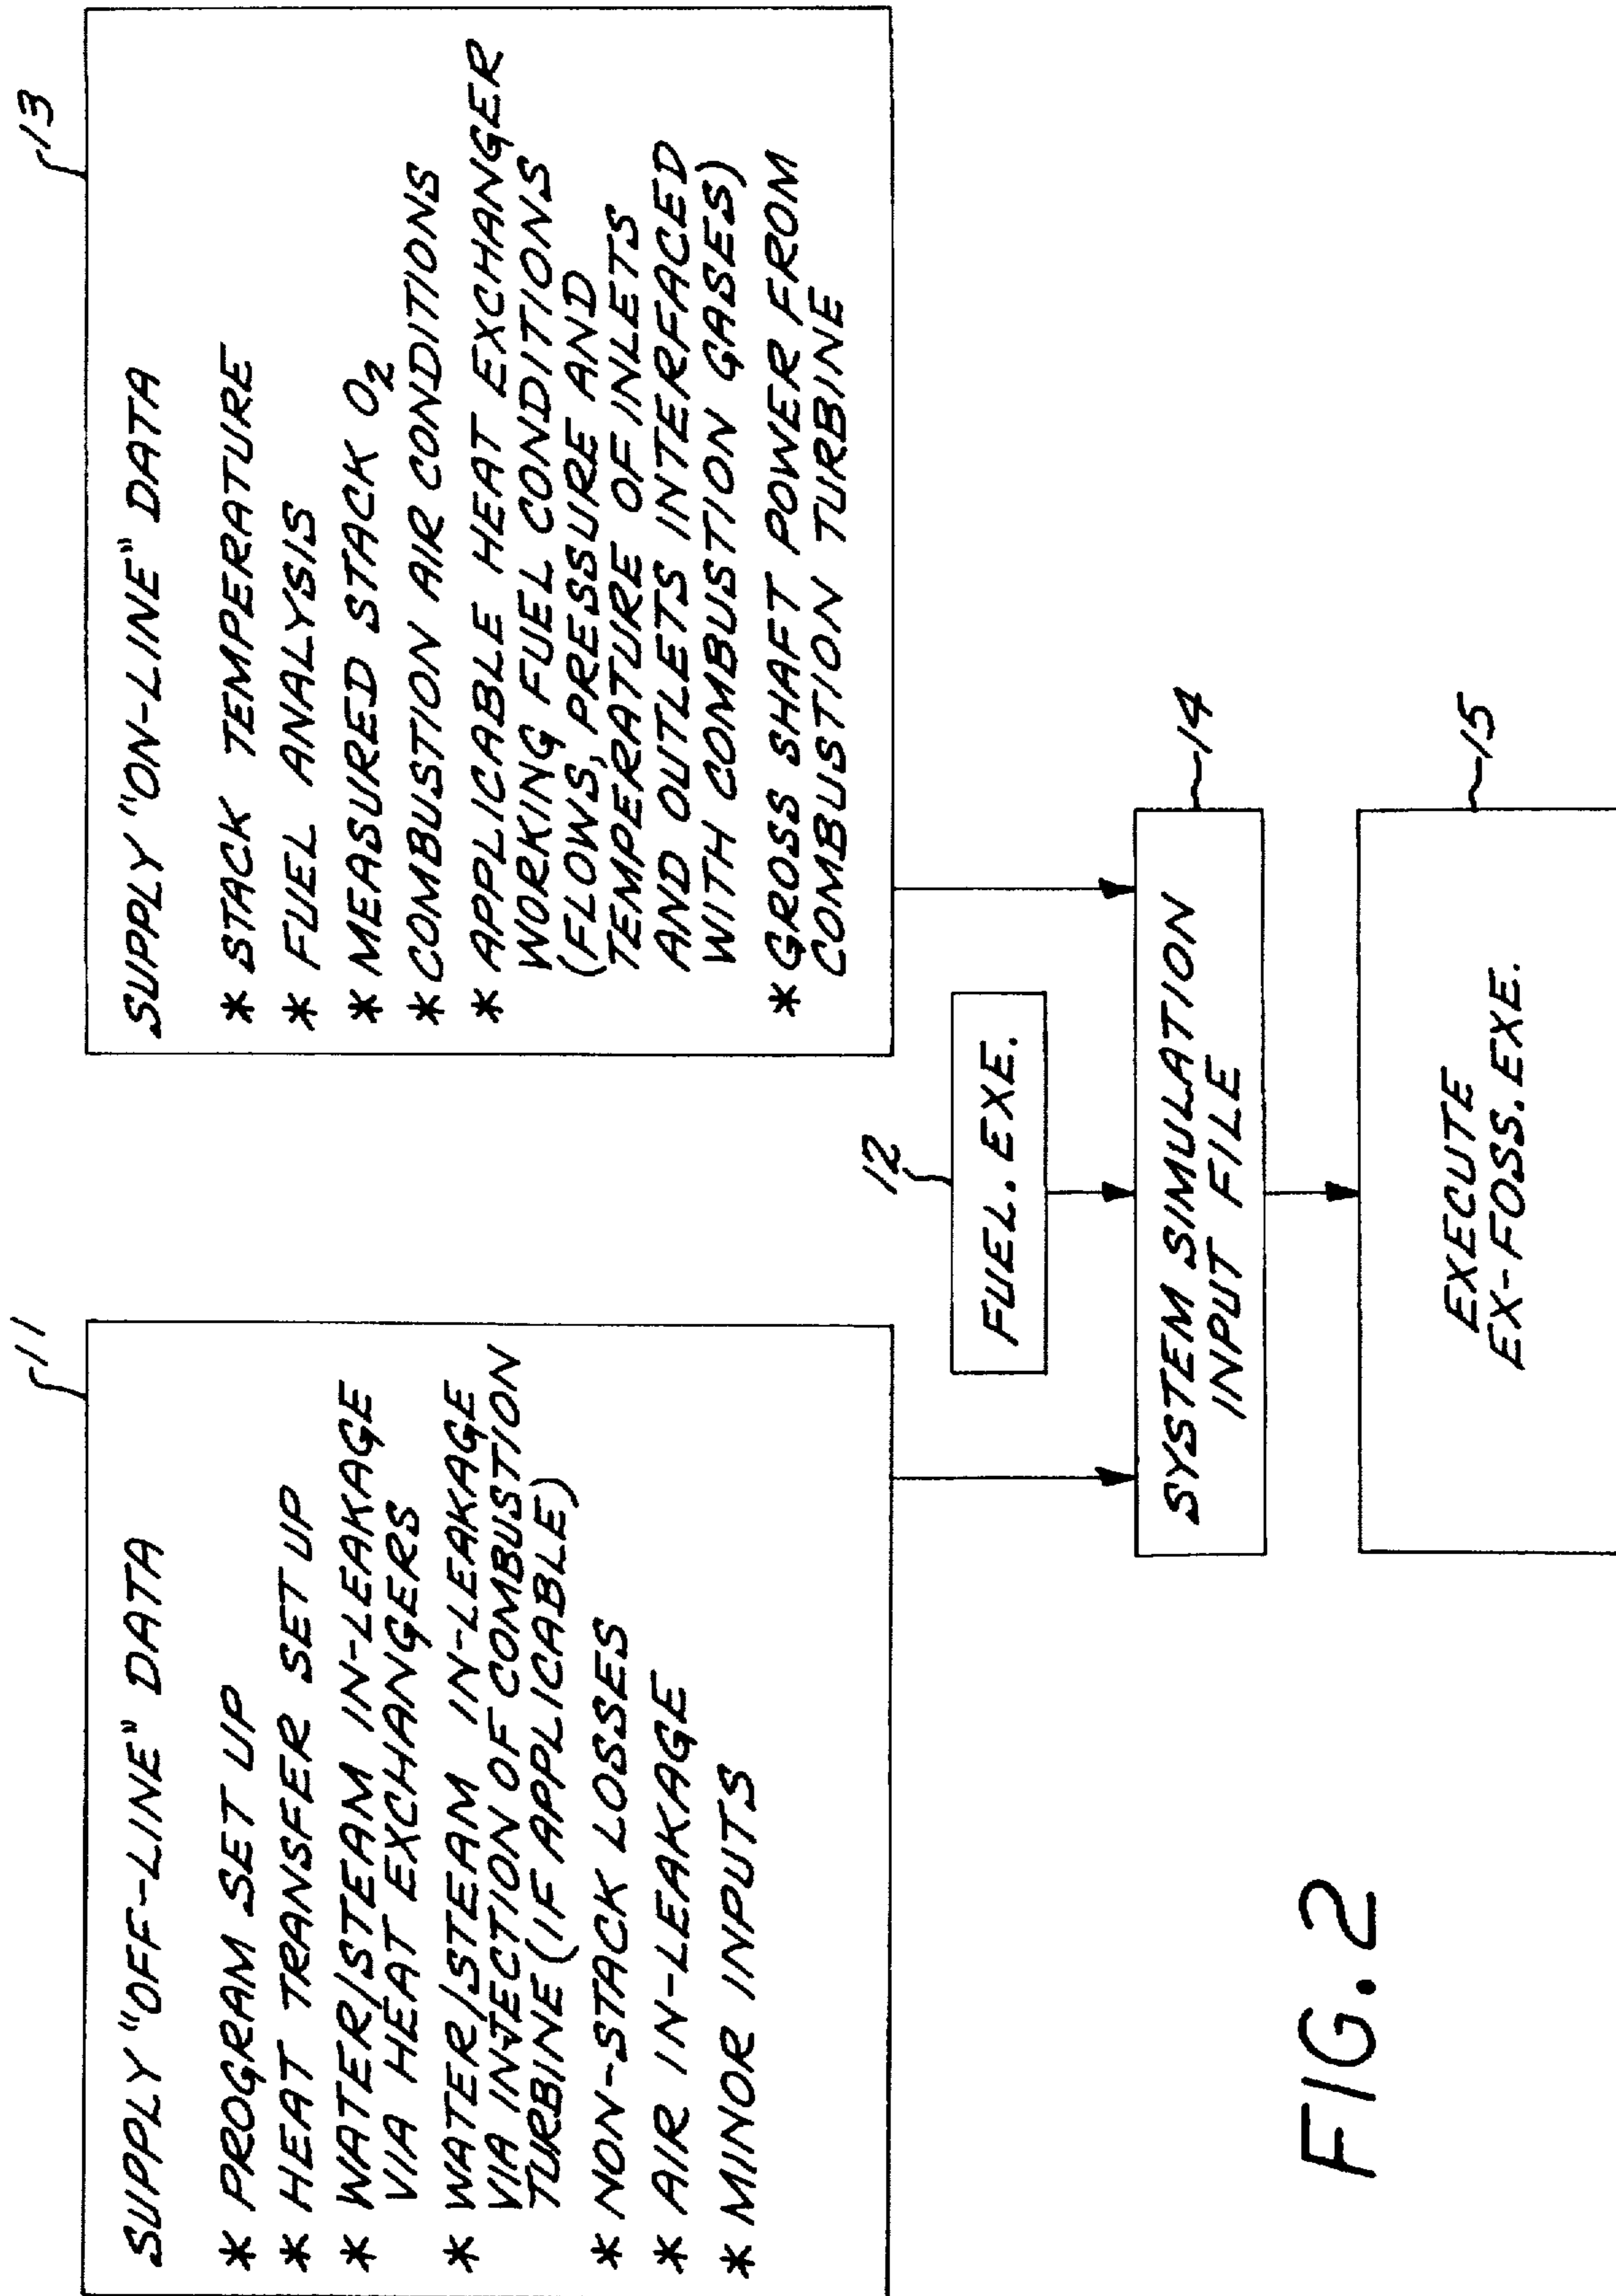 11
SUPPLY "OFF-LINE" DATA
* PROGRAM SET UP
* HEAT TRANSFER SET UP
* WATER/STEAM IN-LEAKAGE
VIA HEAT EXCHANGERS
* WATER/STEAM IN-LEAKAGE
VIA INJECTION OF COMBUSTION
TURBINE (IF APPLICABLE)
* NON-STACK LOSSES
* AIR IN-LEAKAGE
* MINOR INPUTS
13
SUPPLY "ON-LINE" DATA
* STACK TEMPERATURE
* FUEL ANALYSIS
* MEASURED STACK O₂
* COMBUSTION AIR CONDITIONS
* APPLICABLE HEAT EXCHANGER
WORKING FUEL CONDITIONS
(FLOWS, PRESSURE AND
TEMPERATURE OF INLETS
AND OUTLETS INTERFACED
WITH COMBUSTION GASES)
* GROSS SHAFT POWER FROM
COMBUSTION TURBINE
12
FUEL.EXE.
SYSTEM SIMULATION
INPUT FILE
14
EXECUTE
EX-FOSS.EXE.
15
FIG.2